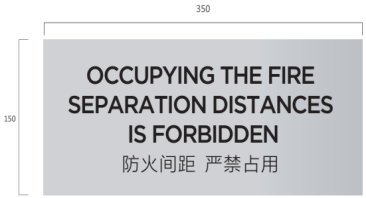 350
150
OCCUPYING THE FIRE
SEPARATION DISTANCES
IS FORBIDDEN
防火间距 严禁占用